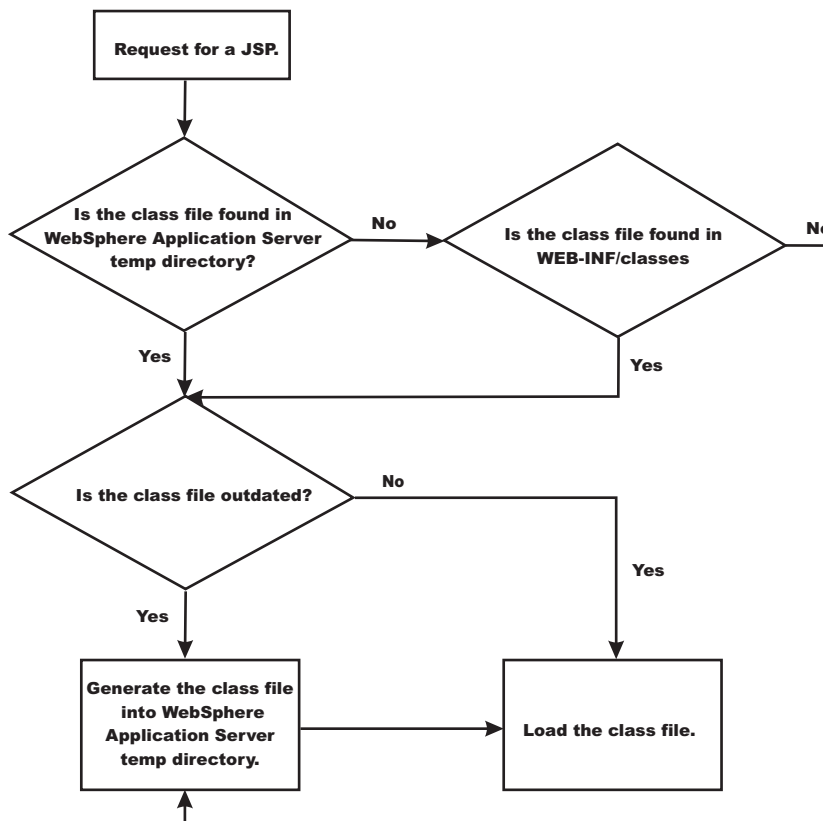 Request for a JSP.
Is the class file found in
WebSphere Application Server
temp directory?
No
Is the class file found in
WEB-INF/classes
No
Yes
Yes
Is the class file outdated?
No
Yes
Yes
Generate the class file
into WebSphere
Application Server
temp directory.
Load the class file.